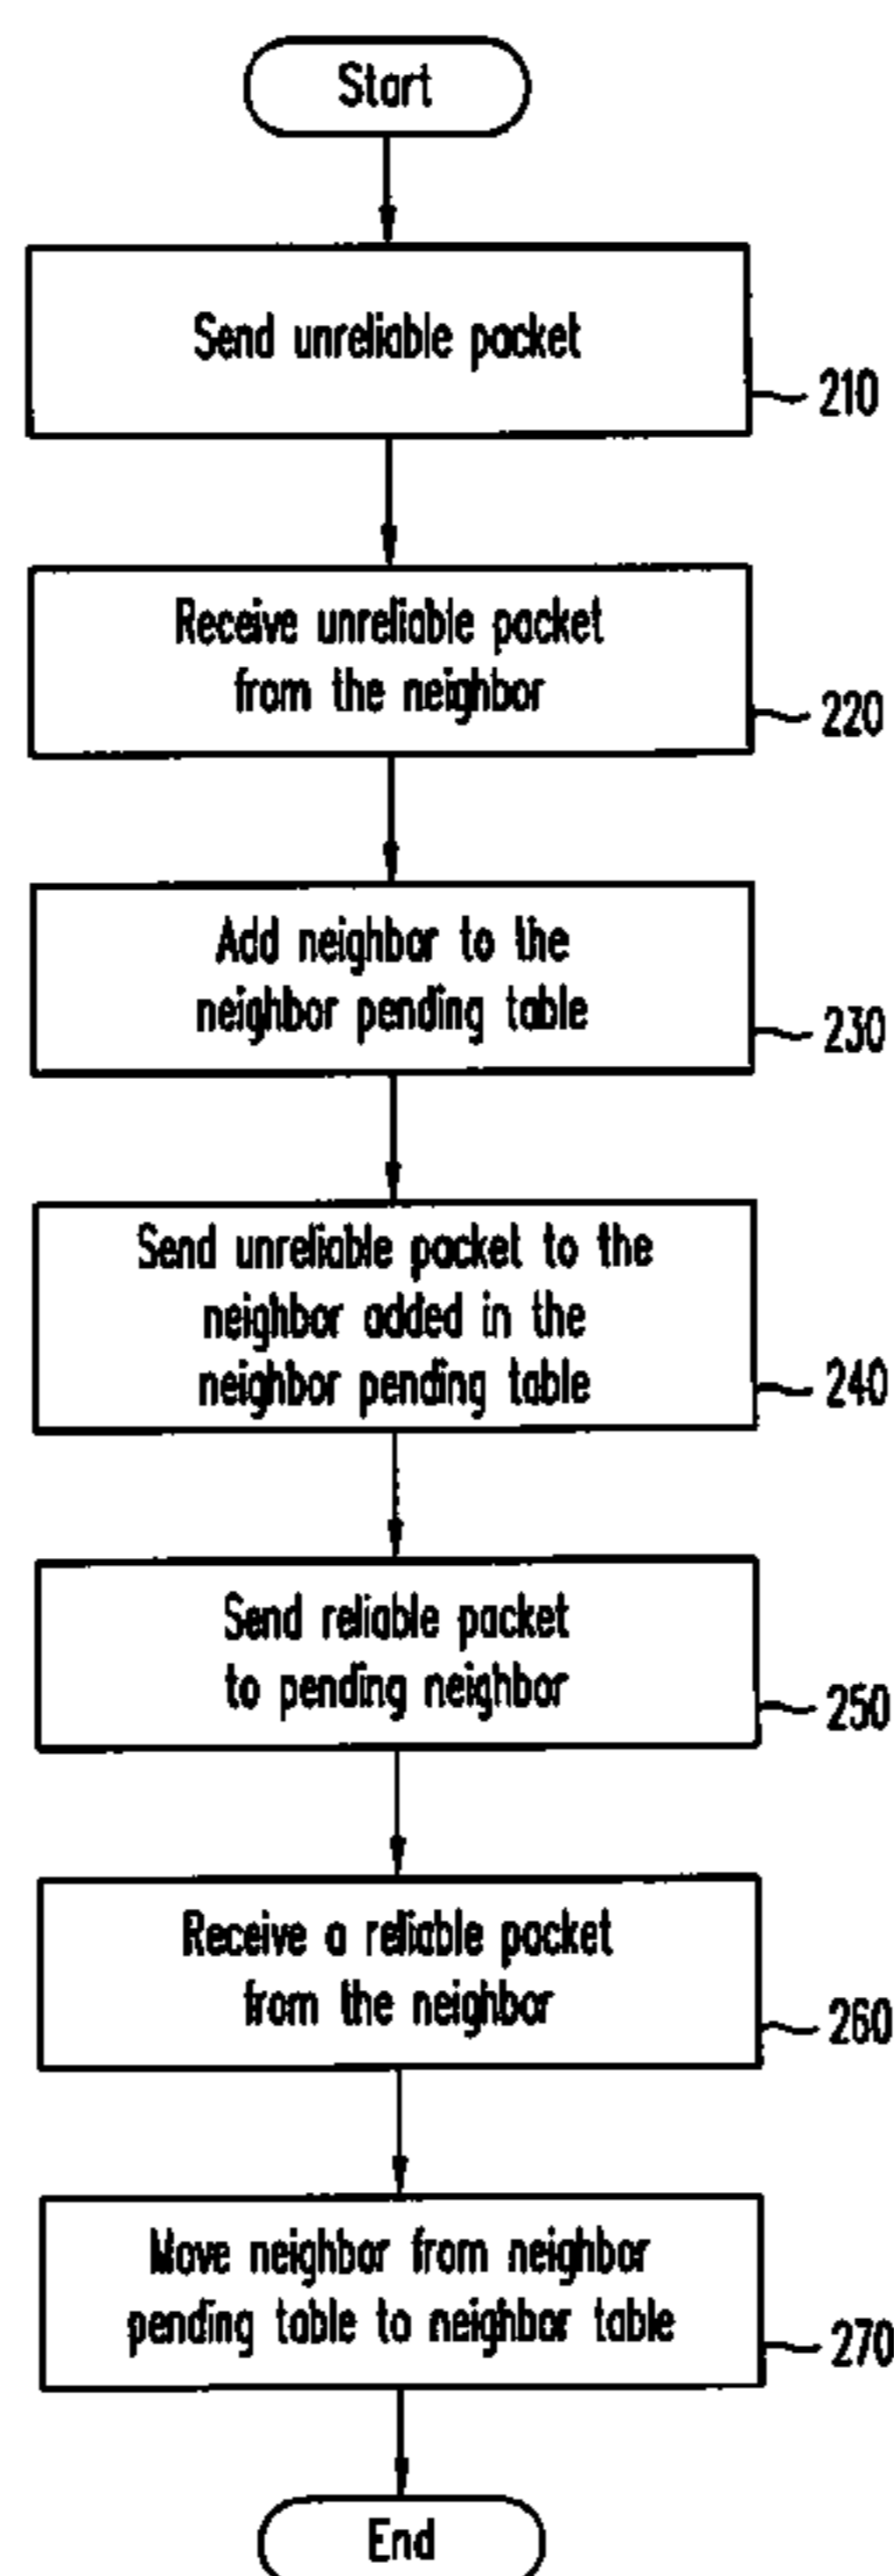 Start
Send unreliable packet
210
Receive unreliable packet
from the neighbor
220
Add neighbor to the
neighbor pending table
230
Send unreliable packet to the
neighbor added in the
neighbor pending table
240
Send reliable packet
to pending neighbor
250
Receive a reliable packet
from the neighbor
260
Move neighbor from neighbor
pending table to neighbor table
270
End